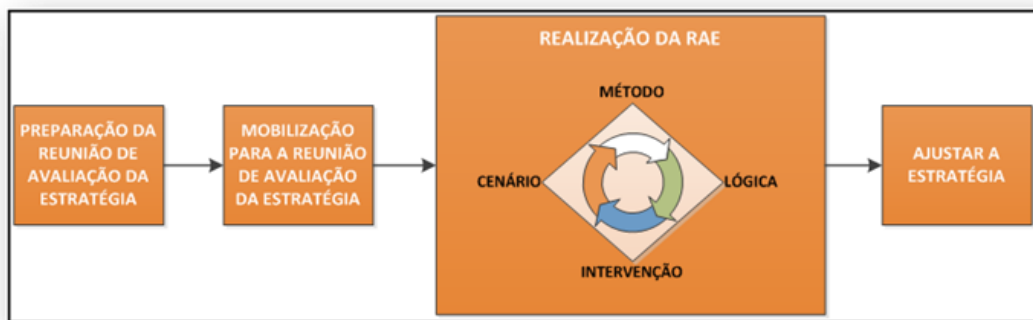 PREPARAÇÃO DA
REUNIÃO DE
AVALIAÇÃO DA
ESTRATÉGIA
MOBILIZAÇÃO
PARA A REUNIÃO
DE AVALIAÇÃO
DA ESTRATÉGIA
REALIZAÇÃO DA RAE
MÉTODO
CENÁRIO
LÓGICA
INTERVENÇÃO
AJUSTAR A
ESTRATÉGIA